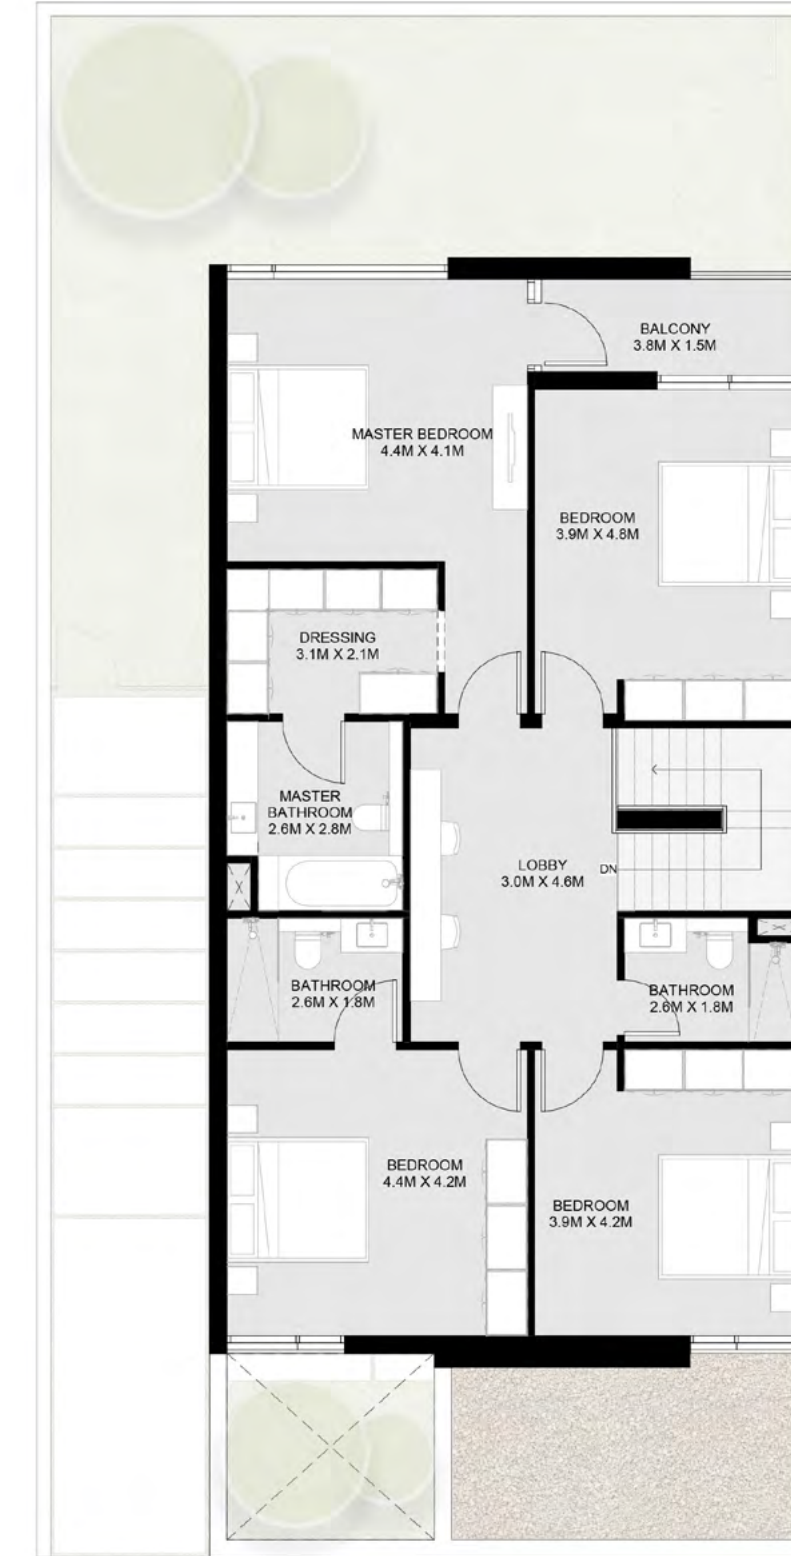 BALCONY
3.8M X 1.5M
MASTER BEDROOM
4.4M X 4.1M
BEDROOM
3.9M X 4.8M
DRESSING
3.1M X 2.1M
MASTER
BATHROOM
2.6M X 2.8M
LOBBY
3.0M X 4.6M
DN
BATHROOM
2.6M X 1.8M
BATHROOM
2.6M X 1.8M
BEDROOM
4.4M X 4.2M
BEDROOM
3.9M X 4.2M